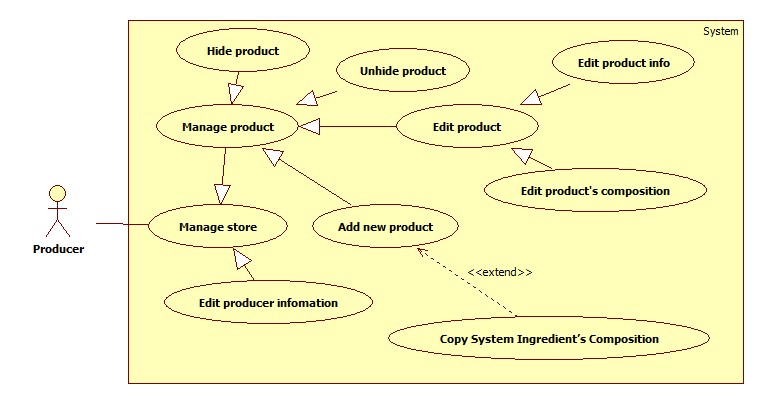 System
Hide product
Unhide product
Edit product info
Manage product
Edit product
Edit product's composition
Manage store
Add new product
Producer
<<extend>>
Edit producer infomation
Copy System Ingredient’s Composition